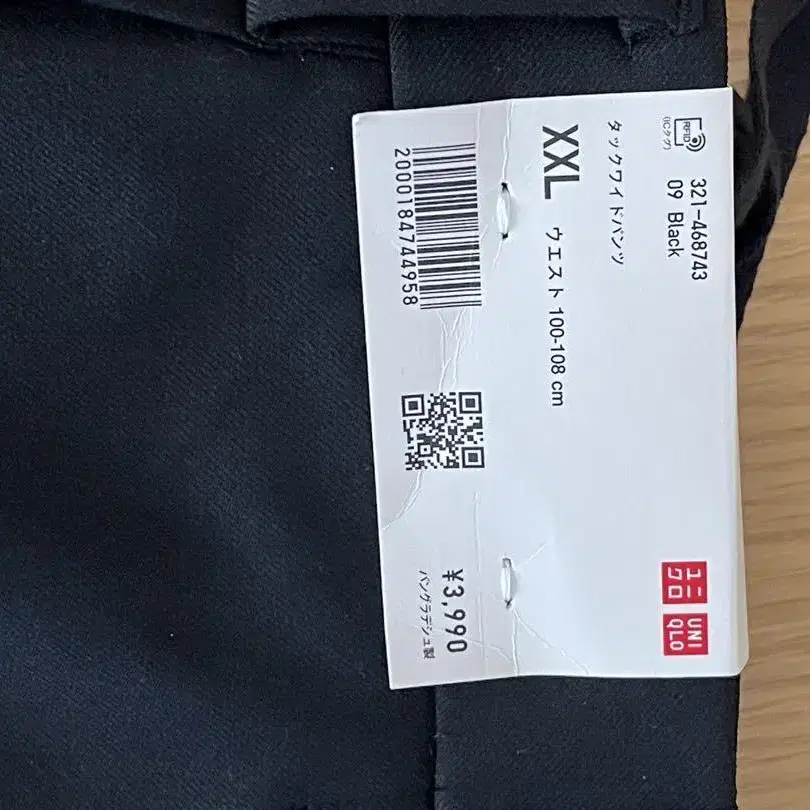 RFID
(ICタグ)
321-468743
09 Black
タックワイドパンツ
XXL ウエスト 100-108 cm
2000184744958
¥3,990
バングラデシュ製
ユニクロ
UNIQLO